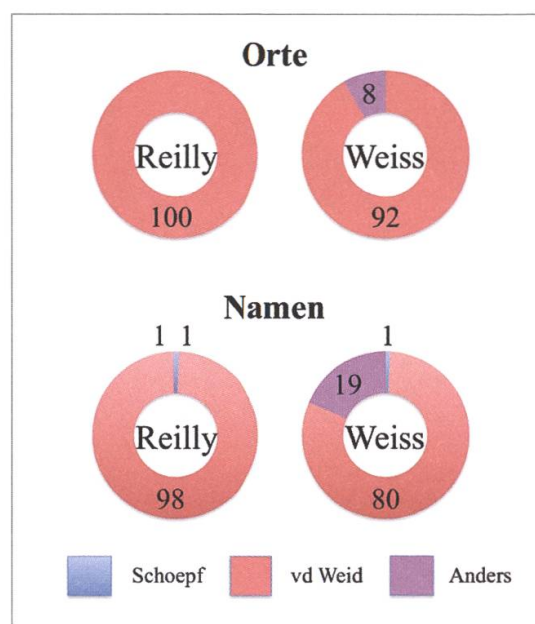 Orte
8
Reilly Weiss
100 92
Namen
1 1 1
19
Reilly Weiss
98 80
Schoepf vd Weid Anders